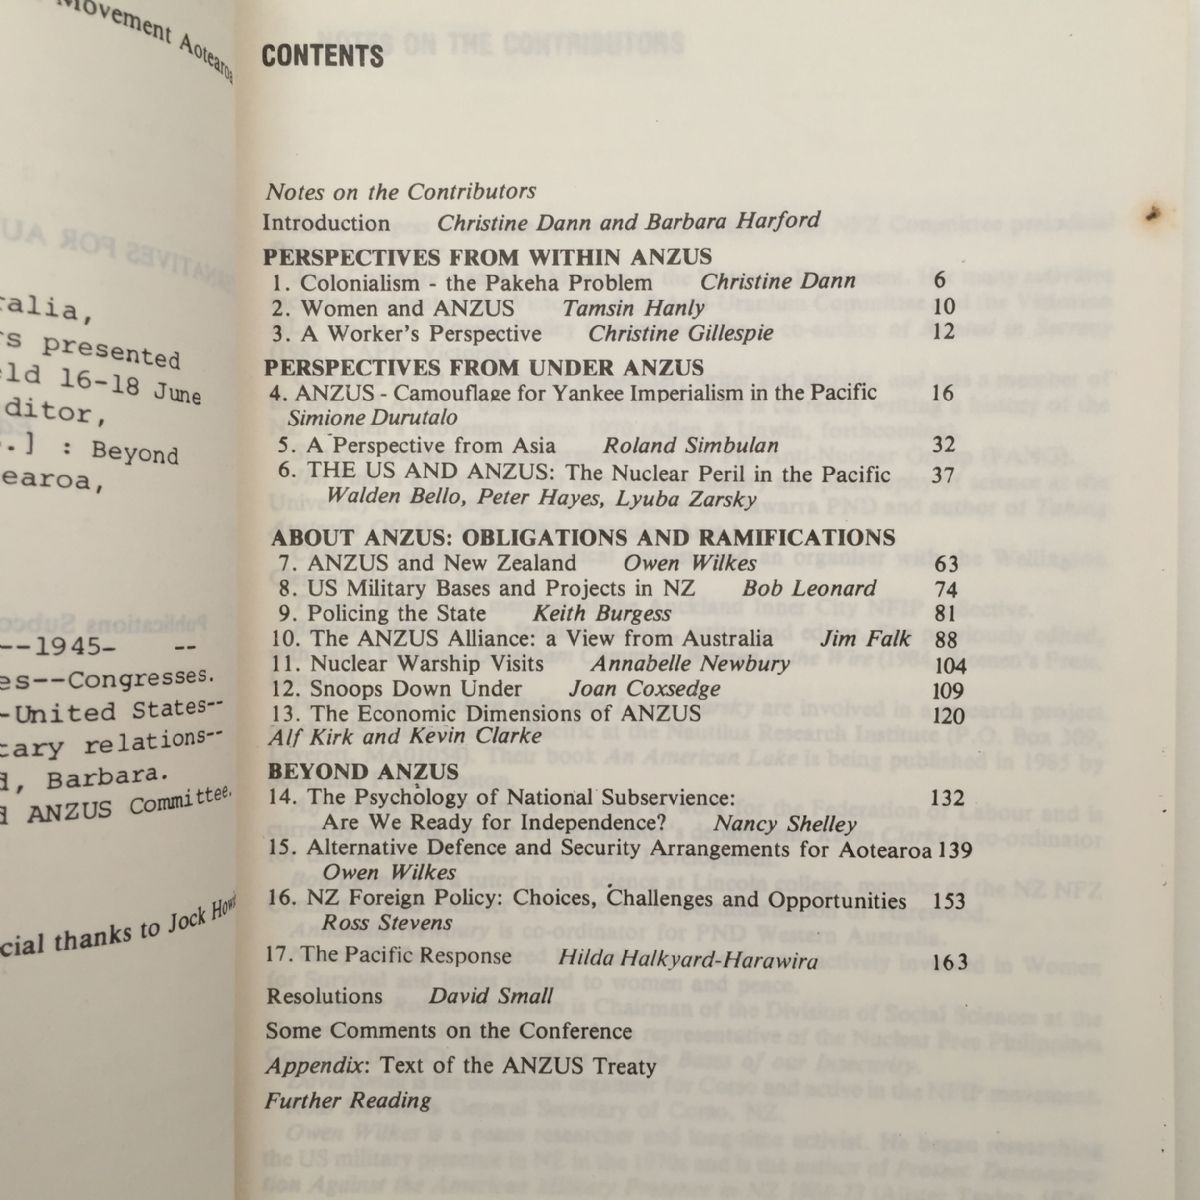 Movement Aotearoa
ralia,
rs presented
eld 16-18 June
ditor,
.] : Beyond
earoa,
--1945- --
es--Congresses.
-United States--
tary relations--
d, Barbara.
d ANZUS Committee.
cial thanks to Jock
CONTENTS
Notes on the Contributors
Introduction Christine Dann and Barbara Harford
PERSPECTIVES FROM WITHIN ANZUS
1. Colonialism - the Pakeha Problem Christine Dann 6
2. Women and ANZUS Tamsin Hanly 10
3. A Worker's Perspective Christine Gillespie 12
PERSPECTIVES FROM UNDER ANZUS
4. ANZUS - Camouflage for Yankee Imperialism in the Pacific 16
Simione Durutalo
5. A Perspective from Asia Roland Simbulan 32
6. THE US AND ANZUS: The Nuclear Peril in the Pacific 37
Walden Bello, Peter Hayes, Lyuba Zarsky
ABOUT ANZUS: OBLIGATIONS AND RAMIFICATIONS
7. ANZUS and New Zealand Owen Wilkes 63
8. US Military Bases and Projects in NZ Bob Leonard 74
9. Policing the State Keith Burgess 81
10. The ANZUS Alliance: a View from Australia Jim Falk 88
11. Nuclear Warship Visits Annabelle Newbury 104
12. Snoops Down Under Joan Coxsedge 109
13. The Economic Dimensions of ANZUS 120
Alf Kirk and Kevin Clarke
BEYOND ANZUS
14. The Psychology of National Subservience: 132
Are We Ready for Independence? Nancy Shelley
15. Alternative Defence and Security Arrangements for Aotearoa 139
Owen Wilkes
16. NZ Foreign Policy: Choices, Challenges and Opportunities 153
Ross Stevens
17. The Pacific Response Hilda Halkyard-Harawira 163
Resolutions David Small
Some Comments on the Conference
Appendix: Text of the ANZUS Treaty
Further Reading